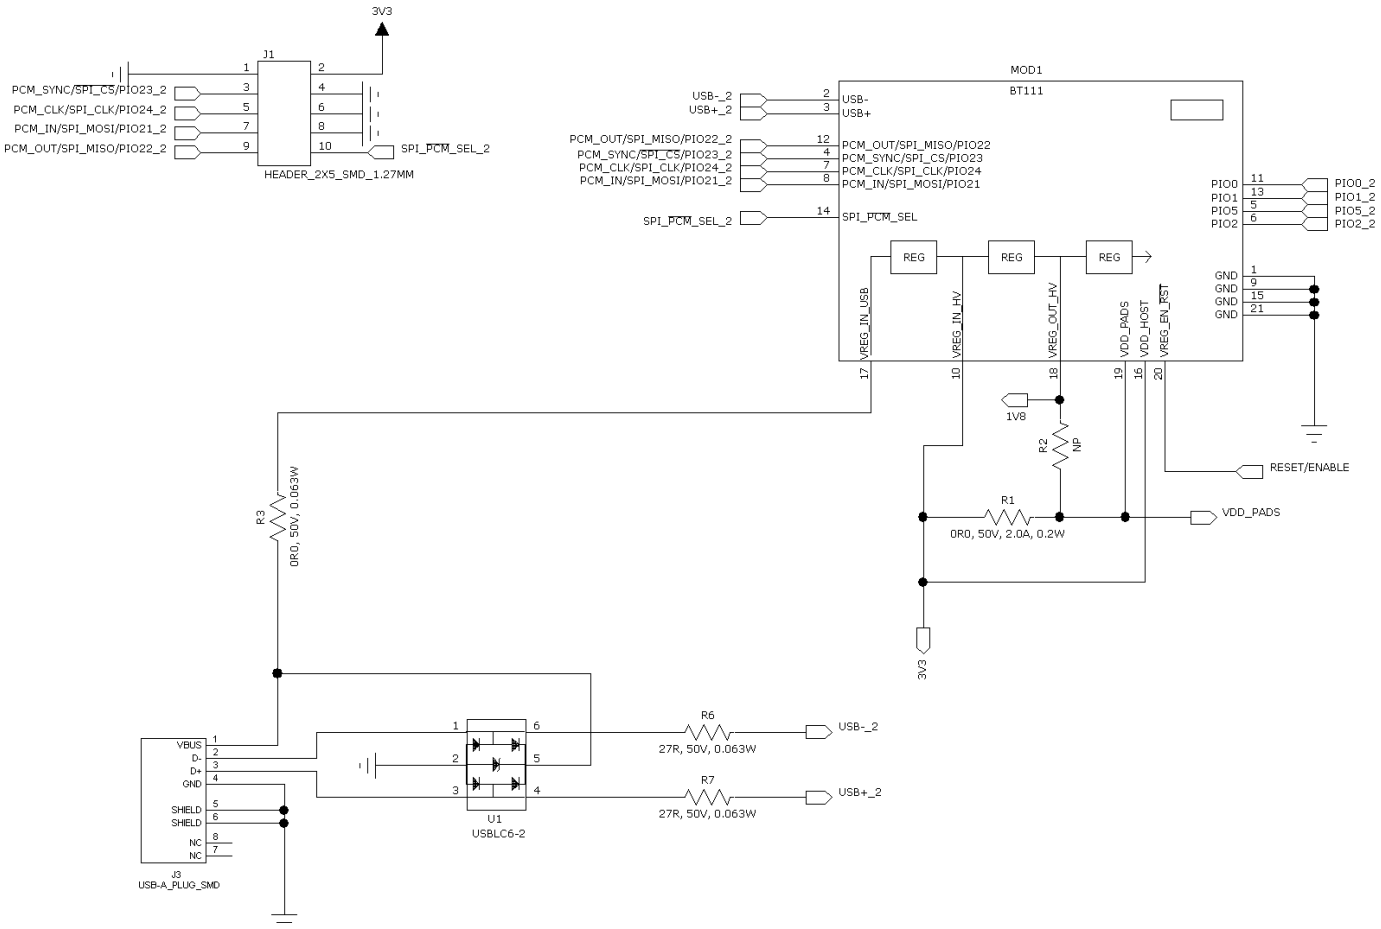 3V3
J1
1 2
PCM_SYNC/SPI_CS/PIO23_2 3 4
PCM_CLK/SPI_CLK/PIO24_2 5 6
PCM_IN/SPI_MOSI/PIO21_2 7 8
PCM_OUT/SPI_MISO/PIO22_2 9 10 SPI_PCM_SEL_2
HEADER_2X5_SMD_1.27MM
MOD1
BT111
USB-_2 2 USB-
USB+_2 3 USB+
PCM_OUT/SPI_MISO/PIO22_2 12 PCM_OUT/SPI_MISO/PIO22
PCM_SYNC/SPI_CS/PIO23_2 4 PCM_SYNC/SPI_CS/PIO23
PCM_CLK/SPI_CLK/PIO24_2 7 PCM_CLK/SPI_CLK/PIO24
PCM_IN/SPI_MOSI/PIO21_2 8 PCM_IN/SPI_MOSI/PIO21
SPI_PCM_SEL_2 14 SPI_PCM_SEL
PIO0 11 PIO0_2
PIO1 13 PIO1_2
PIO5 5 PIO5_2
PIO2 6 PIO2_2
REG REG REG
GND 1
GND 9
GND 15
GND 21
VREG_IN_USB
VREG_IN_HV
VREG_OUT_HV
VDD_PADS
VDD_HOST
VREG_EN_RST
17 10 18 19 16 20
1V8
R2
NP
RESET/ENABLE
R1
0R0, 50V, 2.0A, 0.2W
VDD_PADS
3V3
R3
0R0, 50V, 0.063W
VBUS 1
D- 2
D+ 3
GND 4
SHIELD 5
SHIELD 6
NC 8
NC 7
J3
USB-A_PLUG_SMD
1 6
2 5
3 4
U1
USBLC6-2
R6
27R, 50V, 0.063W
USB-_2
R7
27R, 50V, 0.063W
USB+_2